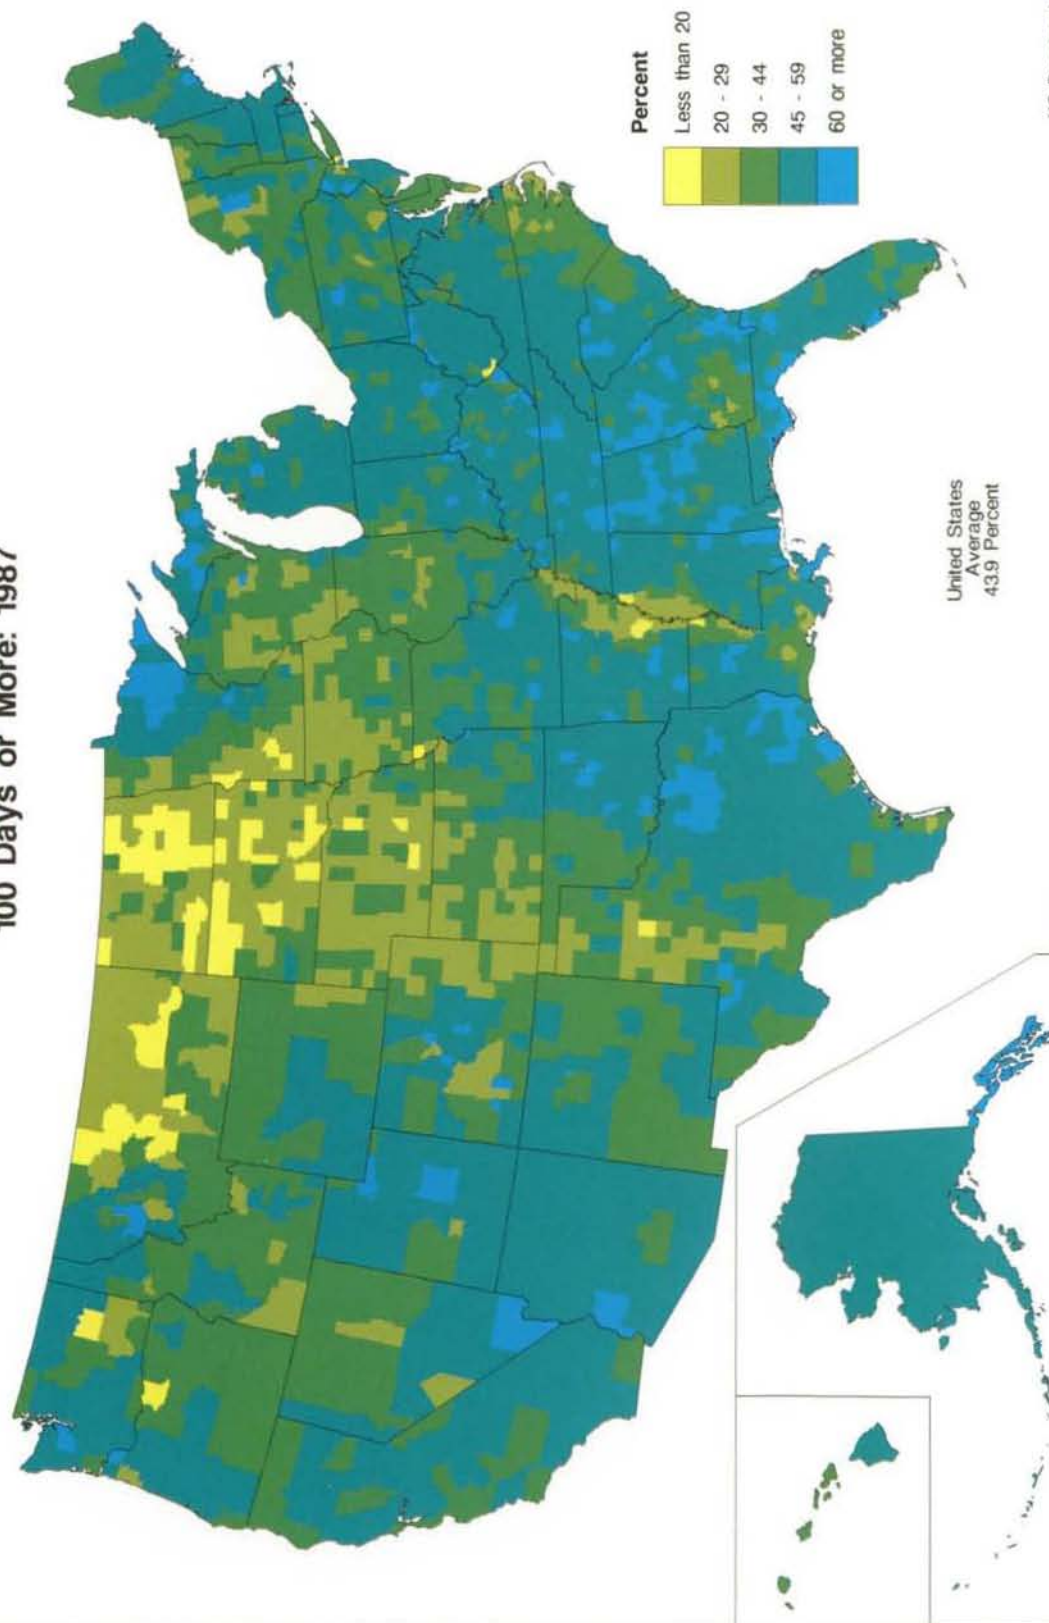 100 Days or More: 1987
Percent
Less than 20
20 - 29
30 - 44
45 - 59
60 or more
United States
Average
43.9 Percent